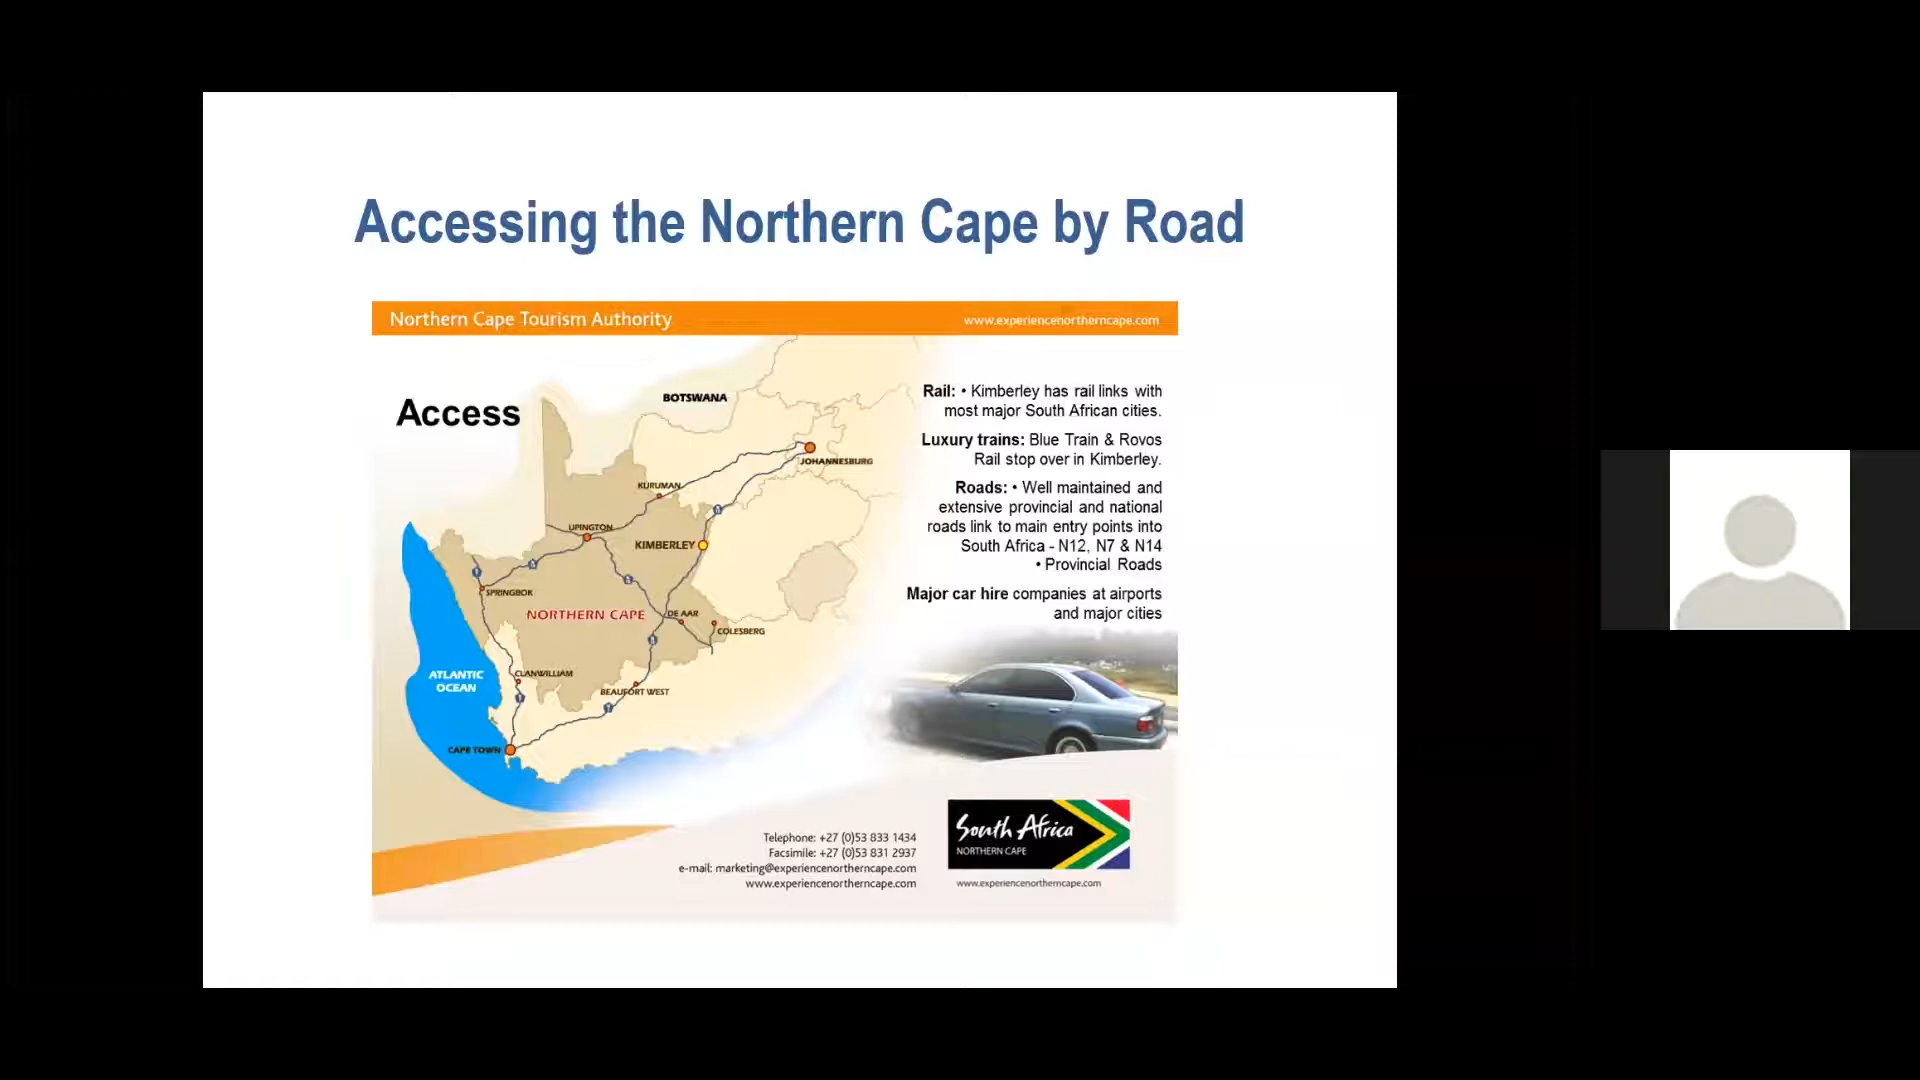 Accessing the Northern Cape by Road
Northern Cape Tourism Authority
www.experiencenortherncape.com
Access
BOTSWANA
JOHANNESBURG
KURUMAN
UPINGTON
KIMBERLEY
SPRINGBOK
NORTHERN CAPE
DE AAR
COLESBERG
ATLANTIC
OCEAN
CLANWILLIAM
BEAUFORT WEST
CAPE TOWN
Rail: • Kimberley has rail links with
most major South African cities.
Luxury trains: Blue Train & Rovos
Rail stop over in Kimberley.
Roads: • Well maintained and
extensive provincial and national
roads link to main entry points into
South Africa - N12, N7 & N14
• Provincial Roads
Major car hire companies at airports
and major cities
Telephone: +27 (0)53 833 1434
Facsimile: +27 (0)53 831 2937
e-mail: marketing@experiencenortherncape.com
www.experiencenortherncape.com
South Africa
NORTHERN CAPE
www.experiencenortherncape.com